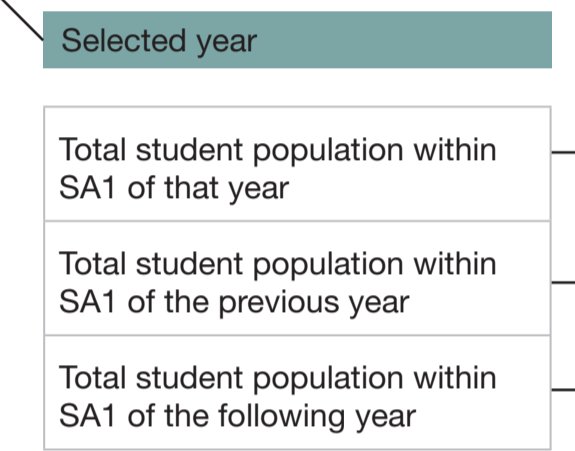 Selected year
Total student population within
SA1 of that year
Total student population within
SA1 of the previous year
Total student population within
SA1 of the following year